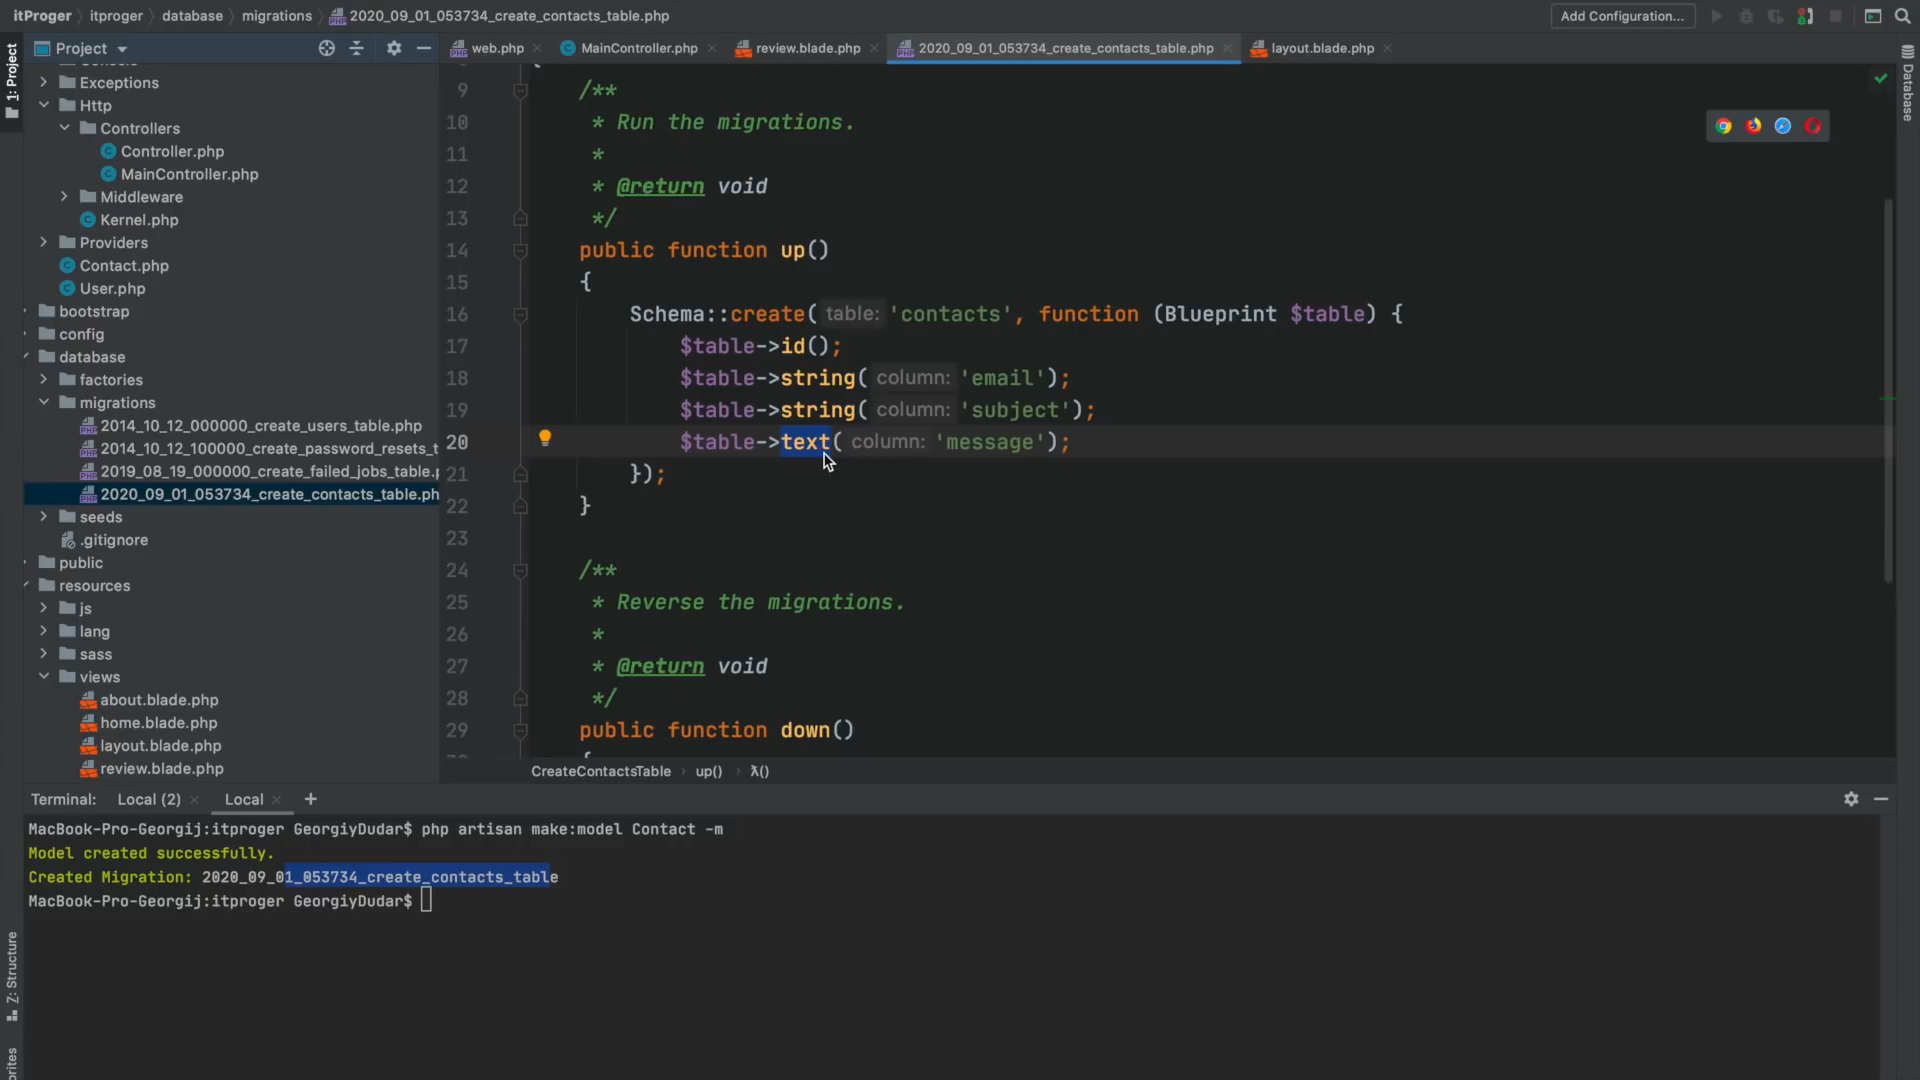 itProger › itproger › database › migrations › 2020_09_01_053734_create_contacts_table.php
Add Configuration...
1: Project
Project
web.php
MainController.php
review.blade.php
2020_09_01_053734_create_contacts_table.php
layout.blade.php
Database
Exceptions
Http
Controllers
Controller.php
MainController.php
Middleware
Kernel.php
Providers
Contact.php
User.php
bootstrap
config
database
factories
migrations
2014_10_12_000000_create_users_table.php
2014_10_12_100000_create_password_resets_t
2019_08_19_000000_create_failed_jobs_table.
2020_09_01_053734_create_contacts_table.ph
seeds
.gitignore
public
resources
js
lang
sass
views
about.blade.php
home.blade.php
layout.blade.php
review.blade.php
9 /**
10 * Run the migrations.
11 *
12 * @return void
13 */
14 public function up()
15 {
16 Schema::create( table: 'contacts', function (Blueprint $table) {
17 $table->id();
18 $table->string( column: 'email');
19 $table->string( column: 'subject');
20 $table->text( column: 'message');
21 });
22 }
23
24 /**
25 * Reverse the migrations.
26 *
27 * @return void
28 */
29 public function down()
{
CreateContactsTable › up() › λ()
Terminal: Local (2) Local +
MacBook-Pro-Georgij:itproger GeorgiyDudar$ php artisan make:model Contact -m
Model created successfully.
Created Migration: 2020_09_01_053734_create_contacts_table
MacBook-Pro-Georgij:itproger GeorgiyDudar$
Z: Structure